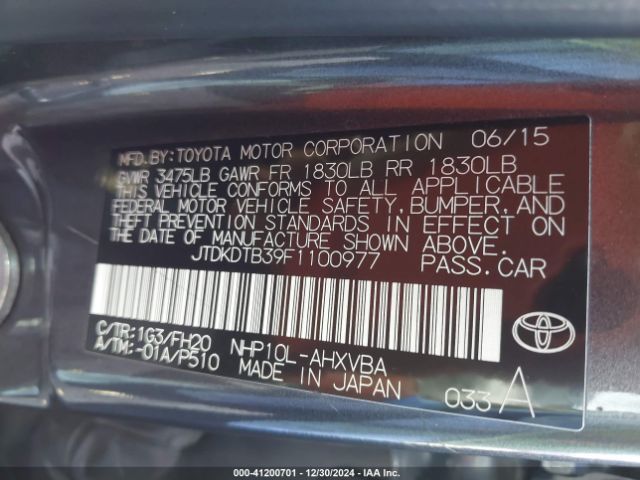 MFD.BY:TOYOTA MOTOR CORPORATION 06/15
GVWR 3475LB GAWR FR 1830LB RR 1830LB
THIS VEHICLE CONFORMS TO ALL APPLICABLE
FEDERAL MOTOR VEHICLE SAFETY,BUMPER,AND
THEFT PREVENTION STANDARDS IN EFFECT ON
THE DATE OF MANUFACTURE SHOWN ABOVE.
JTDKDTB39F1100977 PASS.CAR
C/TR:1G3/FH20 NHP10L-AHXVBA
A/TM:-01A/P510 MADE IN JAPAN
033 A
000-41200701 - 12/30/2024 - IAA Inc.